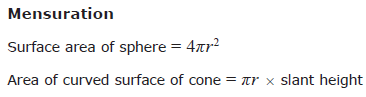 Mensuration
Surface area of sphere = 4πr²
Area of curved surface of cone = πr × slant height